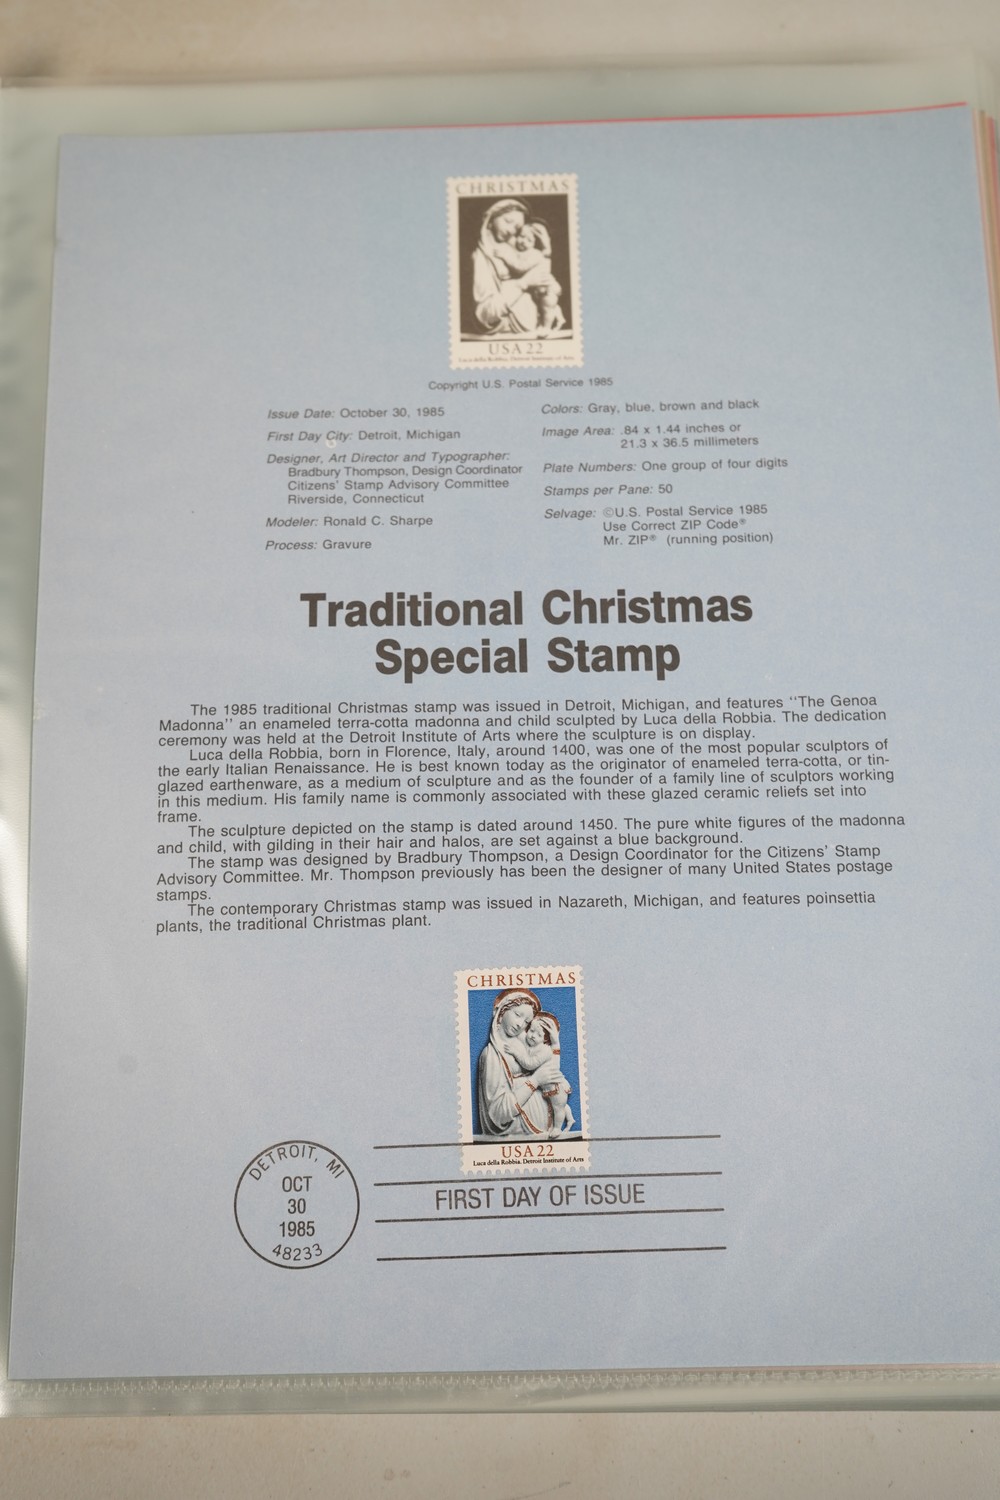 CHRISTMAS
USA 22
Luca della Robbia. Detroit Institute of Arts
Copyright U.S. Postal Service 1985
Issue Date: October 30, 1985
First Day City: Detroit, Michigan
Designer, Art Director and Typographer:
Bradbury Thompson, Design Coordinator
Citizens' Stamp Advisory Committee
Riverside, Connecticut
Modeler: Ronald C. Sharpe
Process: Gravure
Colors: Gray, blue, brown and black
Image Area: .84 x 1.44 inches or
21.3 x 36.5 millimeters
Plate Numbers: One group of four digits
Stamps per Pane: 50
Selvage: ©U.S. Postal Service 1985
Use Correct ZIP Code®
Mr. ZIP® (running position)
Traditional Christmas
Special Stamp
The 1985 traditional Christmas stamp was issued in Detroit, Michigan, and features "The Genoa
Madonna" an enameled terra-cotta madonna and child sculpted by Luca della Robbia. The dedication
ceremony was held at the Detroit Institute of Arts where the sculpture is on display.
Luca della Robbia, born in Florence, Italy, around 1400, was one of the most popular sculptors of
the early Italian Renaissance. He is best known today as the originator of enameled terra-cotta, or tin-
glazed earthenware, as a medium of sculpture and as the founder of a family line of sculptors working
in this medium. His family name is commonly associated with these glazed ceramic reliefs set into
frame.
The sculpture depicted on the stamp is dated around 1450. The pure white figures of the madonna
and child, with gilding in their hair and halos, are set against a blue background.
The stamp was designed by Bradbury Thompson, a Design Coordinator for the Citizens' Stamp
Advisory Committee. Mr. Thompson previously has been the designer of many United States postage
stamps.
The contemporary Christmas stamp was issued in Nazareth, Michigan, and features poinsettia
plants, the traditional Christmas plant.
CHRISTMAS
USA 22
Luca della Robbia. Detroit Institute of Arts
DETROIT, MI
OCT
30
1985
48233
FIRST DAY OF ISSUE